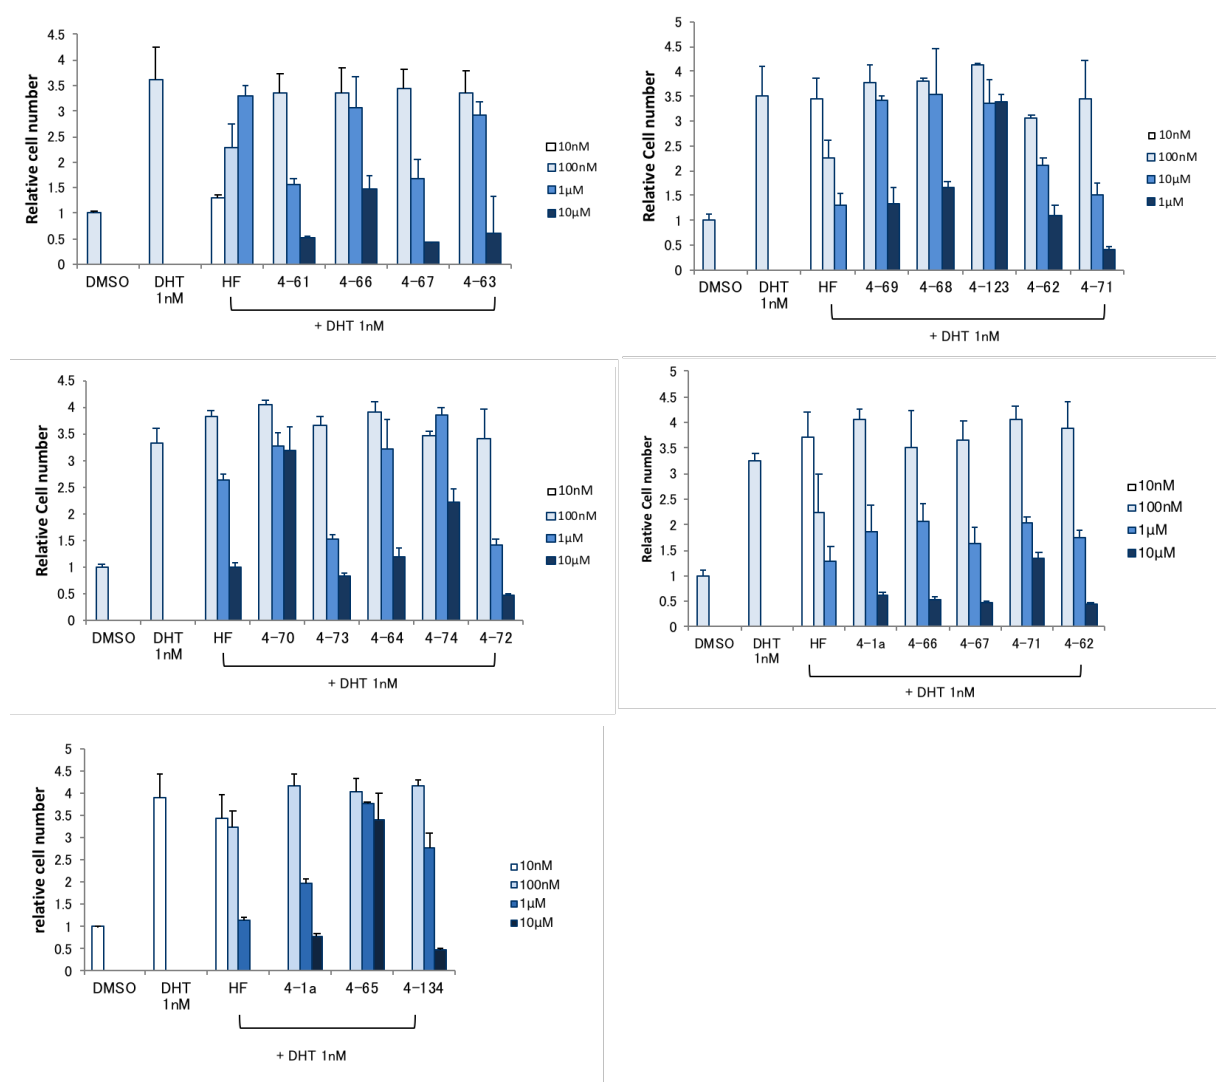 Relative cell number
4.5
4
3.5
3
2.5
2
1.5
1
0.5
0
DMSO DHT 1nM HF 4-61 4-66 4-67 4-63
+ DHT 1nM
10nM
100nM
1μM
10μM
Relative Cell number
5
4.5
4
3.5
3
2.5
2
1.5
1
0.5
0
DMSO DHT 1nM HF 4-69 4-68 4-123 4-62 4-71
+ DHT 1nM
10nM
100nM
10μM
1μM
Relative Cell number
4.5
4
3.5
3
2.5
2
1.5
1
0.5
0
DMSO DHT 1nM HF 4-70 4-73 4-64 4-74 4-72
+ DHT 1nM
10nM
100nM
1μM
10μM
Relative Cell number
5
4.5
4
3.5
3
2.5
2
1.5
1
0.5
0
DMSO DHT 1nM HF 4-1a 4-66 4-67 4-71 4-62
+ DHT 1nM
10nM
100nM
1μM
10μM
relative cell number
5
4.5
4
3.5
3
2.5
2
1.5
1
0.5
0
DMSO DHT 1nM HF 4-1a 4-65 4-134
+ DHT 1nM
10nM
100nM
1μM
10μM